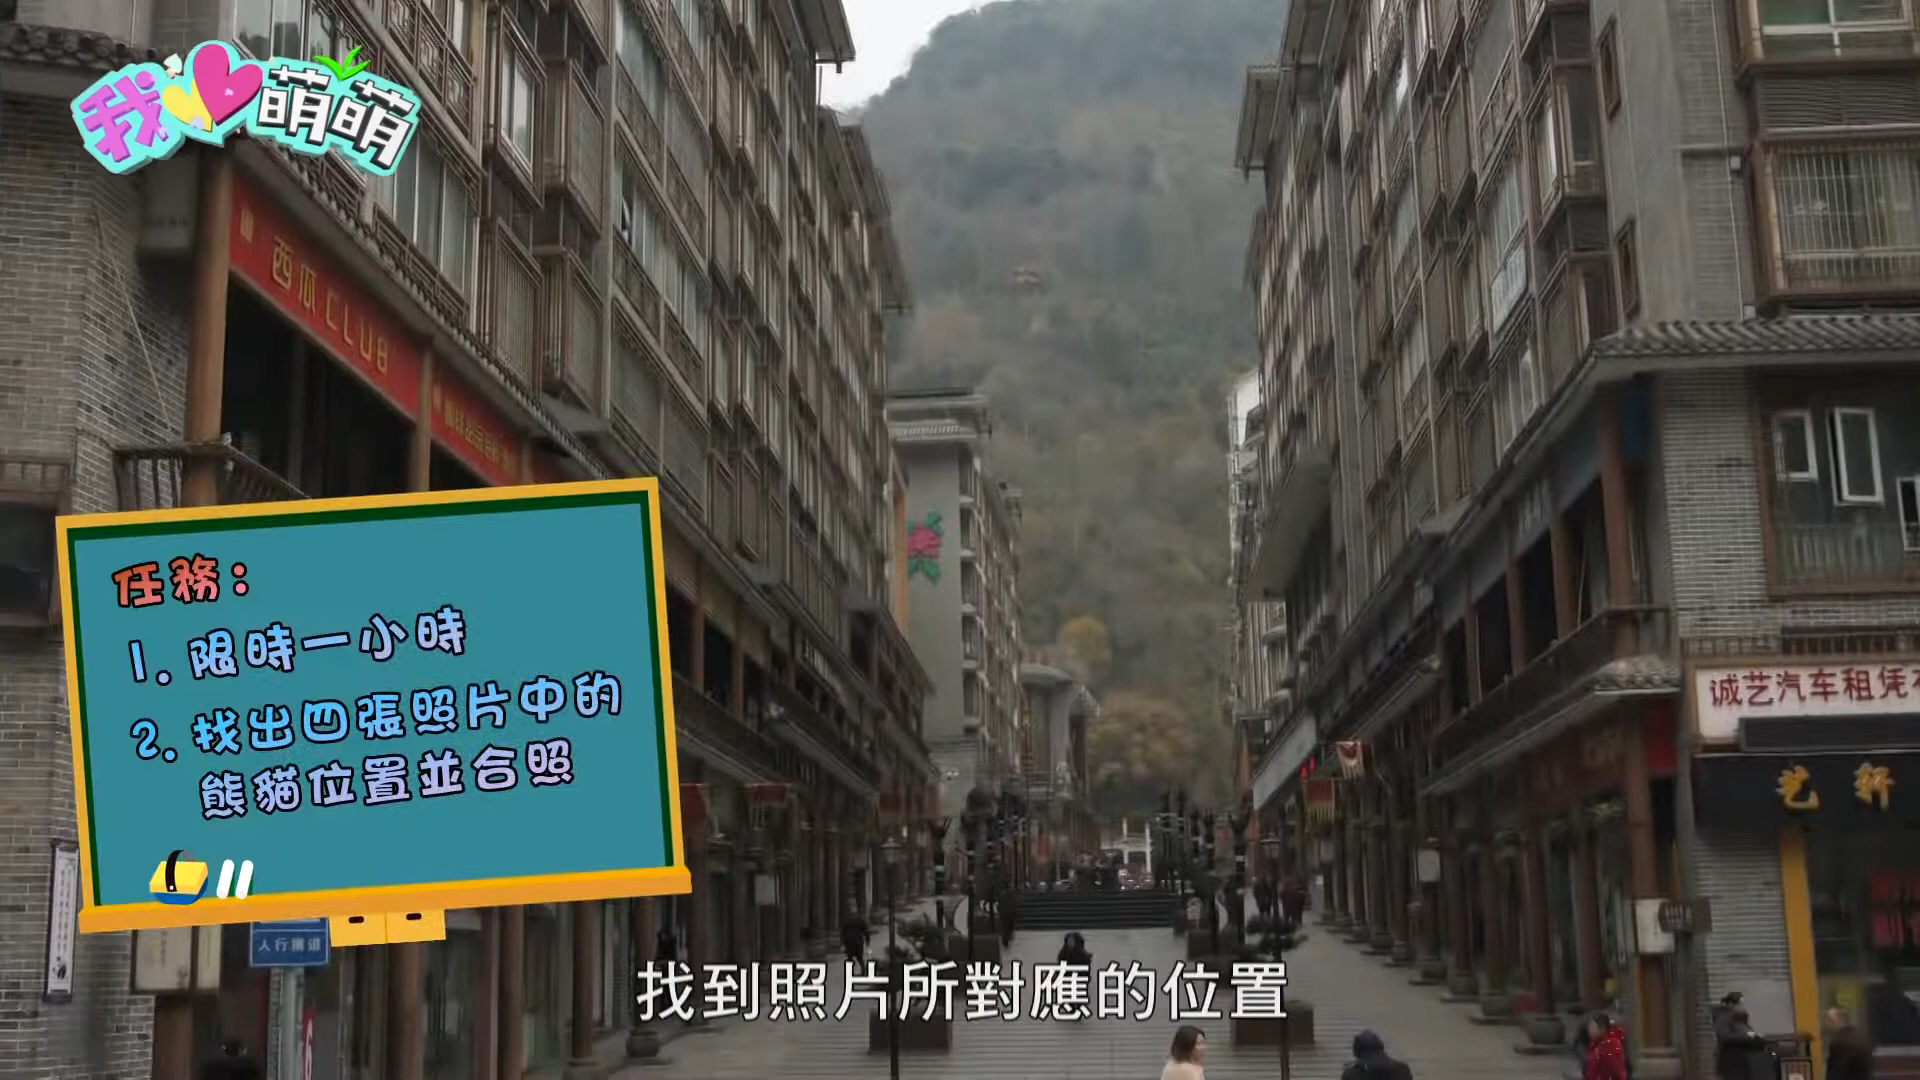 我萌萌
西瓜CLUB
任務：
1. 限時一小時
2. 找出四張照片中的
熊貓位置並合照
诚艺汽车租凭有
艺轩
人行横道
找到照片所對應的位置